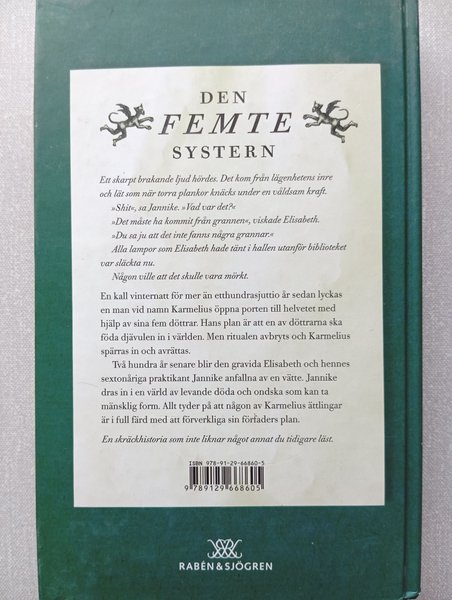 DEN
FEMTE
SYSTERN
Ett skarpt brakande ljud hördes. Det kom från lägenhetens inre
och lät som när torra plankor knäcks under en våldsam kraft.
»Shit«, sa Jannike. »Vad var det?«
»Det måste ha kommit från grannen«, viskade Elisabeth.
»Du sa ju att det inte fanns några grannar.«
Alla lampor som Elisabeth hade tänt i hallen utanför biblioteket
var släckta nu.
Någon ville att det skulle vara mörkt.
En kall vinternatt för mer än etthundrasjuttio år sedan lyckas
en man vid namn Karmelius öppna porten till helvetet med
hjälp av sina fem döttrar. Hans plan är att en av döttrarna ska
föda djävulen in i världen. Men ritualen avbryts och Karmelius
spärras in och avrättas.
Två hundra år senare blir den gravida Elisabeth och hennes
sextonåriga praktikant Jannike anfallna av en vätte. Jannike
dras in i en värld av levande döda och ondska som kan ta
mänsklig form. Allt tyder på att någon av Karmelius ättlingar
är i full färd med att förverkliga sin förfaders plan.
En skräckhistoria som inte liknar något annat du tidigare läst.
ISBN 978-91-29-66860-5
9 789129 668605
RABÉN & SJÖGREN